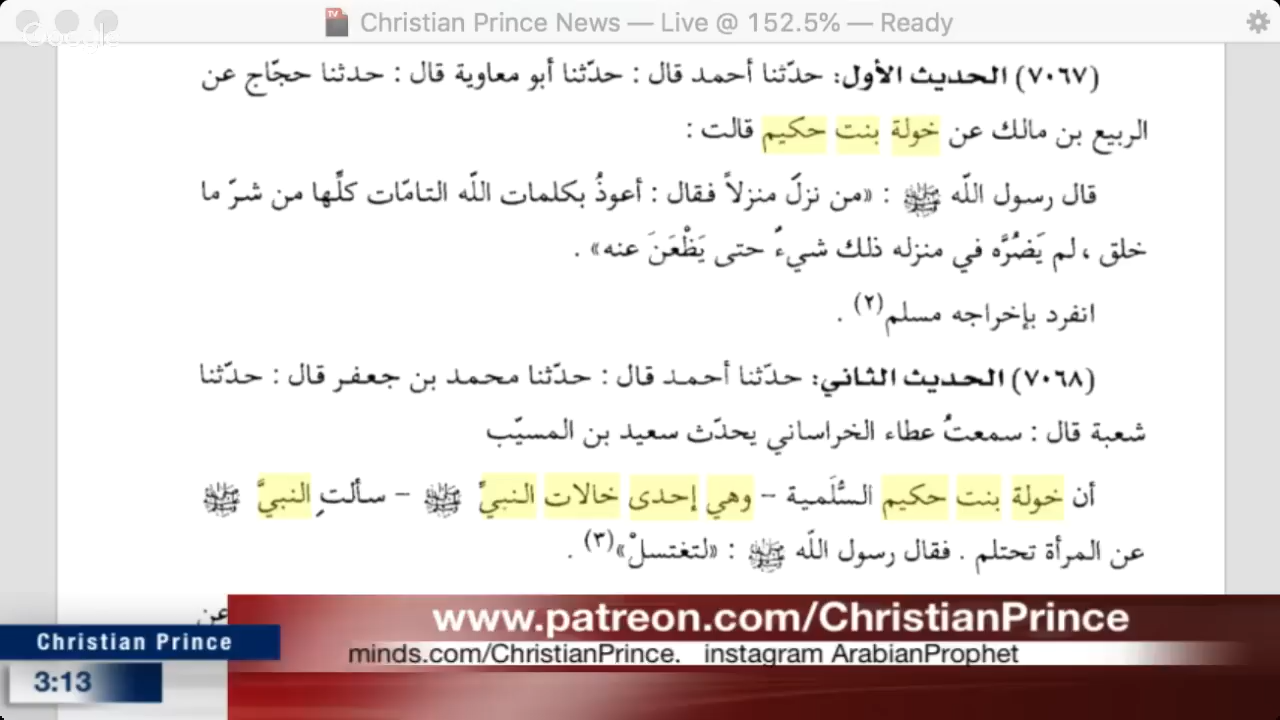 Christian Prince News — Live @ 152.5% — Ready
Google
(٧٠٦٧) الحديث الأول: حدّثنا أحمد قال : حدّثنا أبو معاوية قال : حدثنا حجّاج عن
الربيع بن مالك عن خولة بنت حكيم قالت :
قال رسول اللّه ﷺ : «من نزلَ منزلاً فقال : أعوذُ بكلمات اللّه التامّات كلِّها من شرّ ما
خلق ، لم يَضُرَّه في منزله ذلك شيءٌ حتى يَظْعَنَ عنه» .
انفرد بإخراجه مسلم(٢) .
(٧٠٦٨) الحديث الثاني: حدّثنا أحمد قال : حدّثنا محمد بن جعفر قال : حدّثنا
شعبة قال : سمعتُ عطاء الخراساني يحدّث سعيد بن المسيّب
أن خولة بنت حكيم السُّلَمية - وهي إحدى خالات النبيِّ ﷺ - سألتِ النبيَّ ﷺ
عن المرأة تحتلم . فقال رسول اللّه ﷺ : «لتغتسلْ»(٣) .
عن
www.patreon.com/ChristianPrince
Christian Prince
minds.com/ChristianPrince. instagram ArabianProphet
3:13